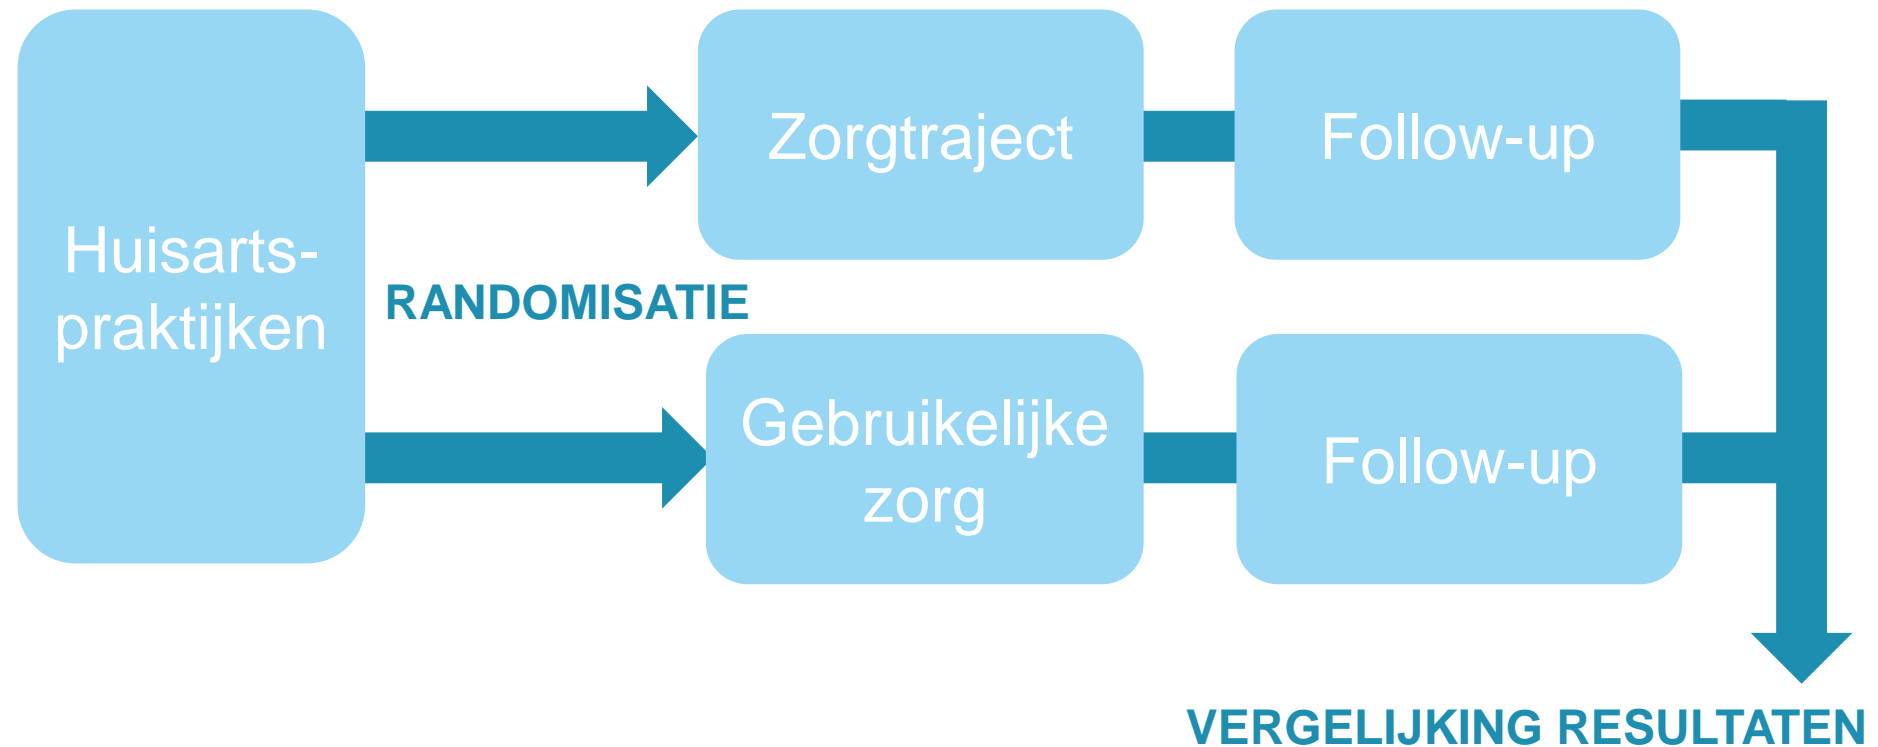 Huisarts-
praktijken
RANDOMISATIE
Zorgtraject
Follow-up
Gebruikelijke
zorg
Follow-up
VERGELIJKING RESULTATEN